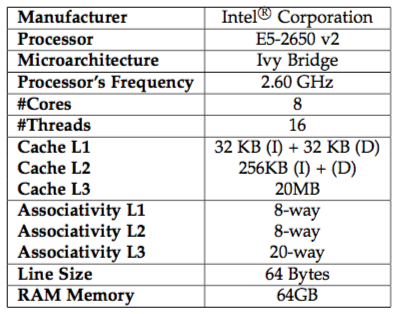 Manufacturer Intel® Corporation
Processor E5-2650 v2
Microarchitecture Ivy Bridge
Processor's Frequency 2.60 GHz
#Cores 8
#Threads 16
Cache L1 32 KB (I) + 32 KB (D)
Cache L2 256KB (I) + (D)
Cache L3 20MB
Associativity L1 8-way
Associativity L2 8-way
Associativity L3 20-way
Line Size 64 Bytes
RAM Memory 64GB